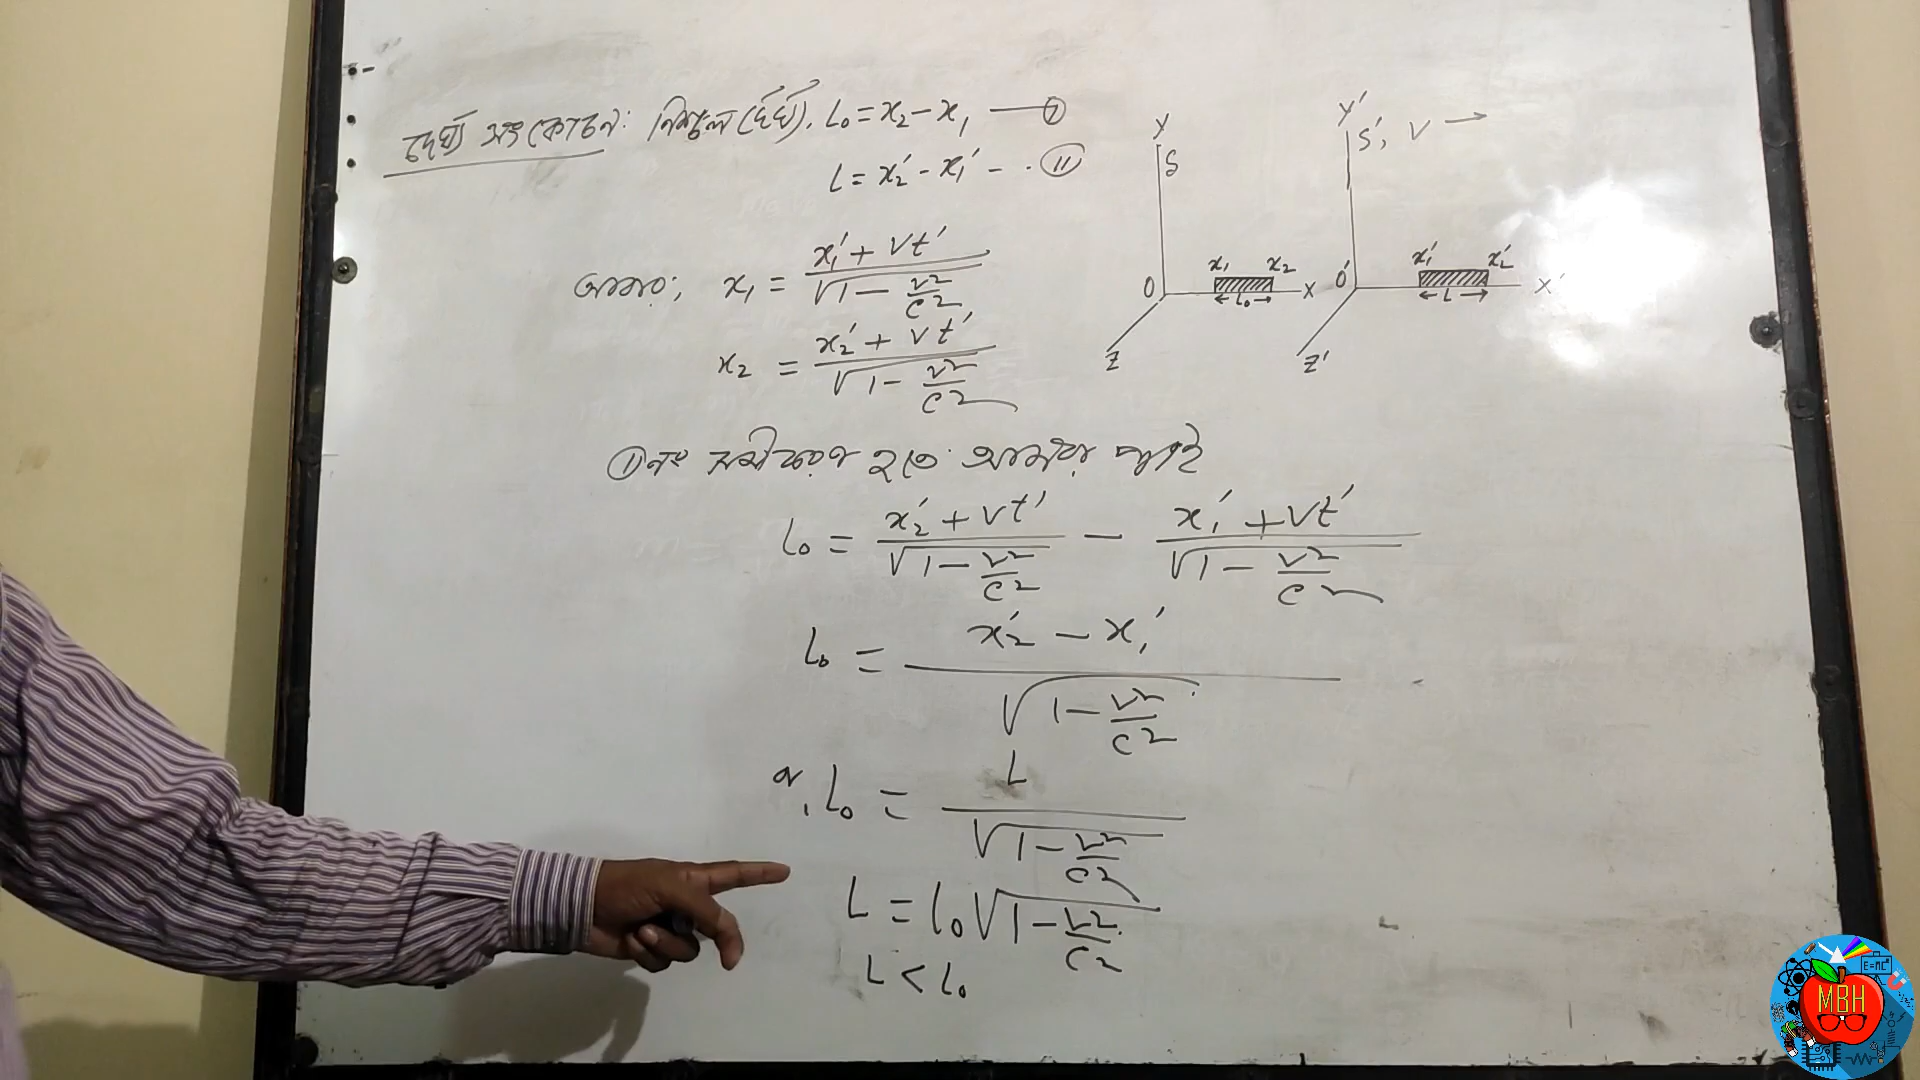 দৈর্ঘ্য সংকোচন: নিশ্চল দৈর্ঘ্য, L₀ = x₂ - x₁ — Ⓘ
L = x₂′ - x₁′ - - · Ⓘ Ⓘ
আবার, x₁ = (x₁′ + vt′) / √(1 - v²/c²)
x₂ = (x₂′ + vt′) / √(1 - v²/c²)
Ⓘ নং সমীকরণ হতে আমরা পাই
L₀ = (x₂′ + vt′) / √(1 - v²/c²) - (x₁′ + vt′) / √(1 - v²/c²)
L₀ = (x₂′ - x₁′) / √(1 - v²/c²)
বা, L₀ = L / √(1 - v²/c²)
L = L₀ √(1 - v²/c²)
L < L₀
Y
S
O
x₁ x₂
← L₀ →
X
Z
Y′
S′, V →
O′
x₁′ x₂′
← L →
X′
Z′
E=MC²
MBH